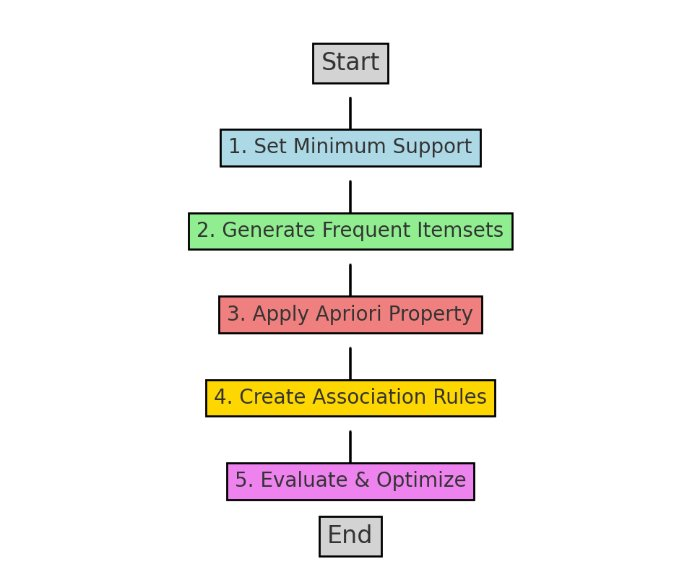 Start
1. Set Minimum Support
2. Generate Frequent Itemsets
3. Apply Apriori Property
4. Create Association Rules
5. Evaluate & Optimize
End